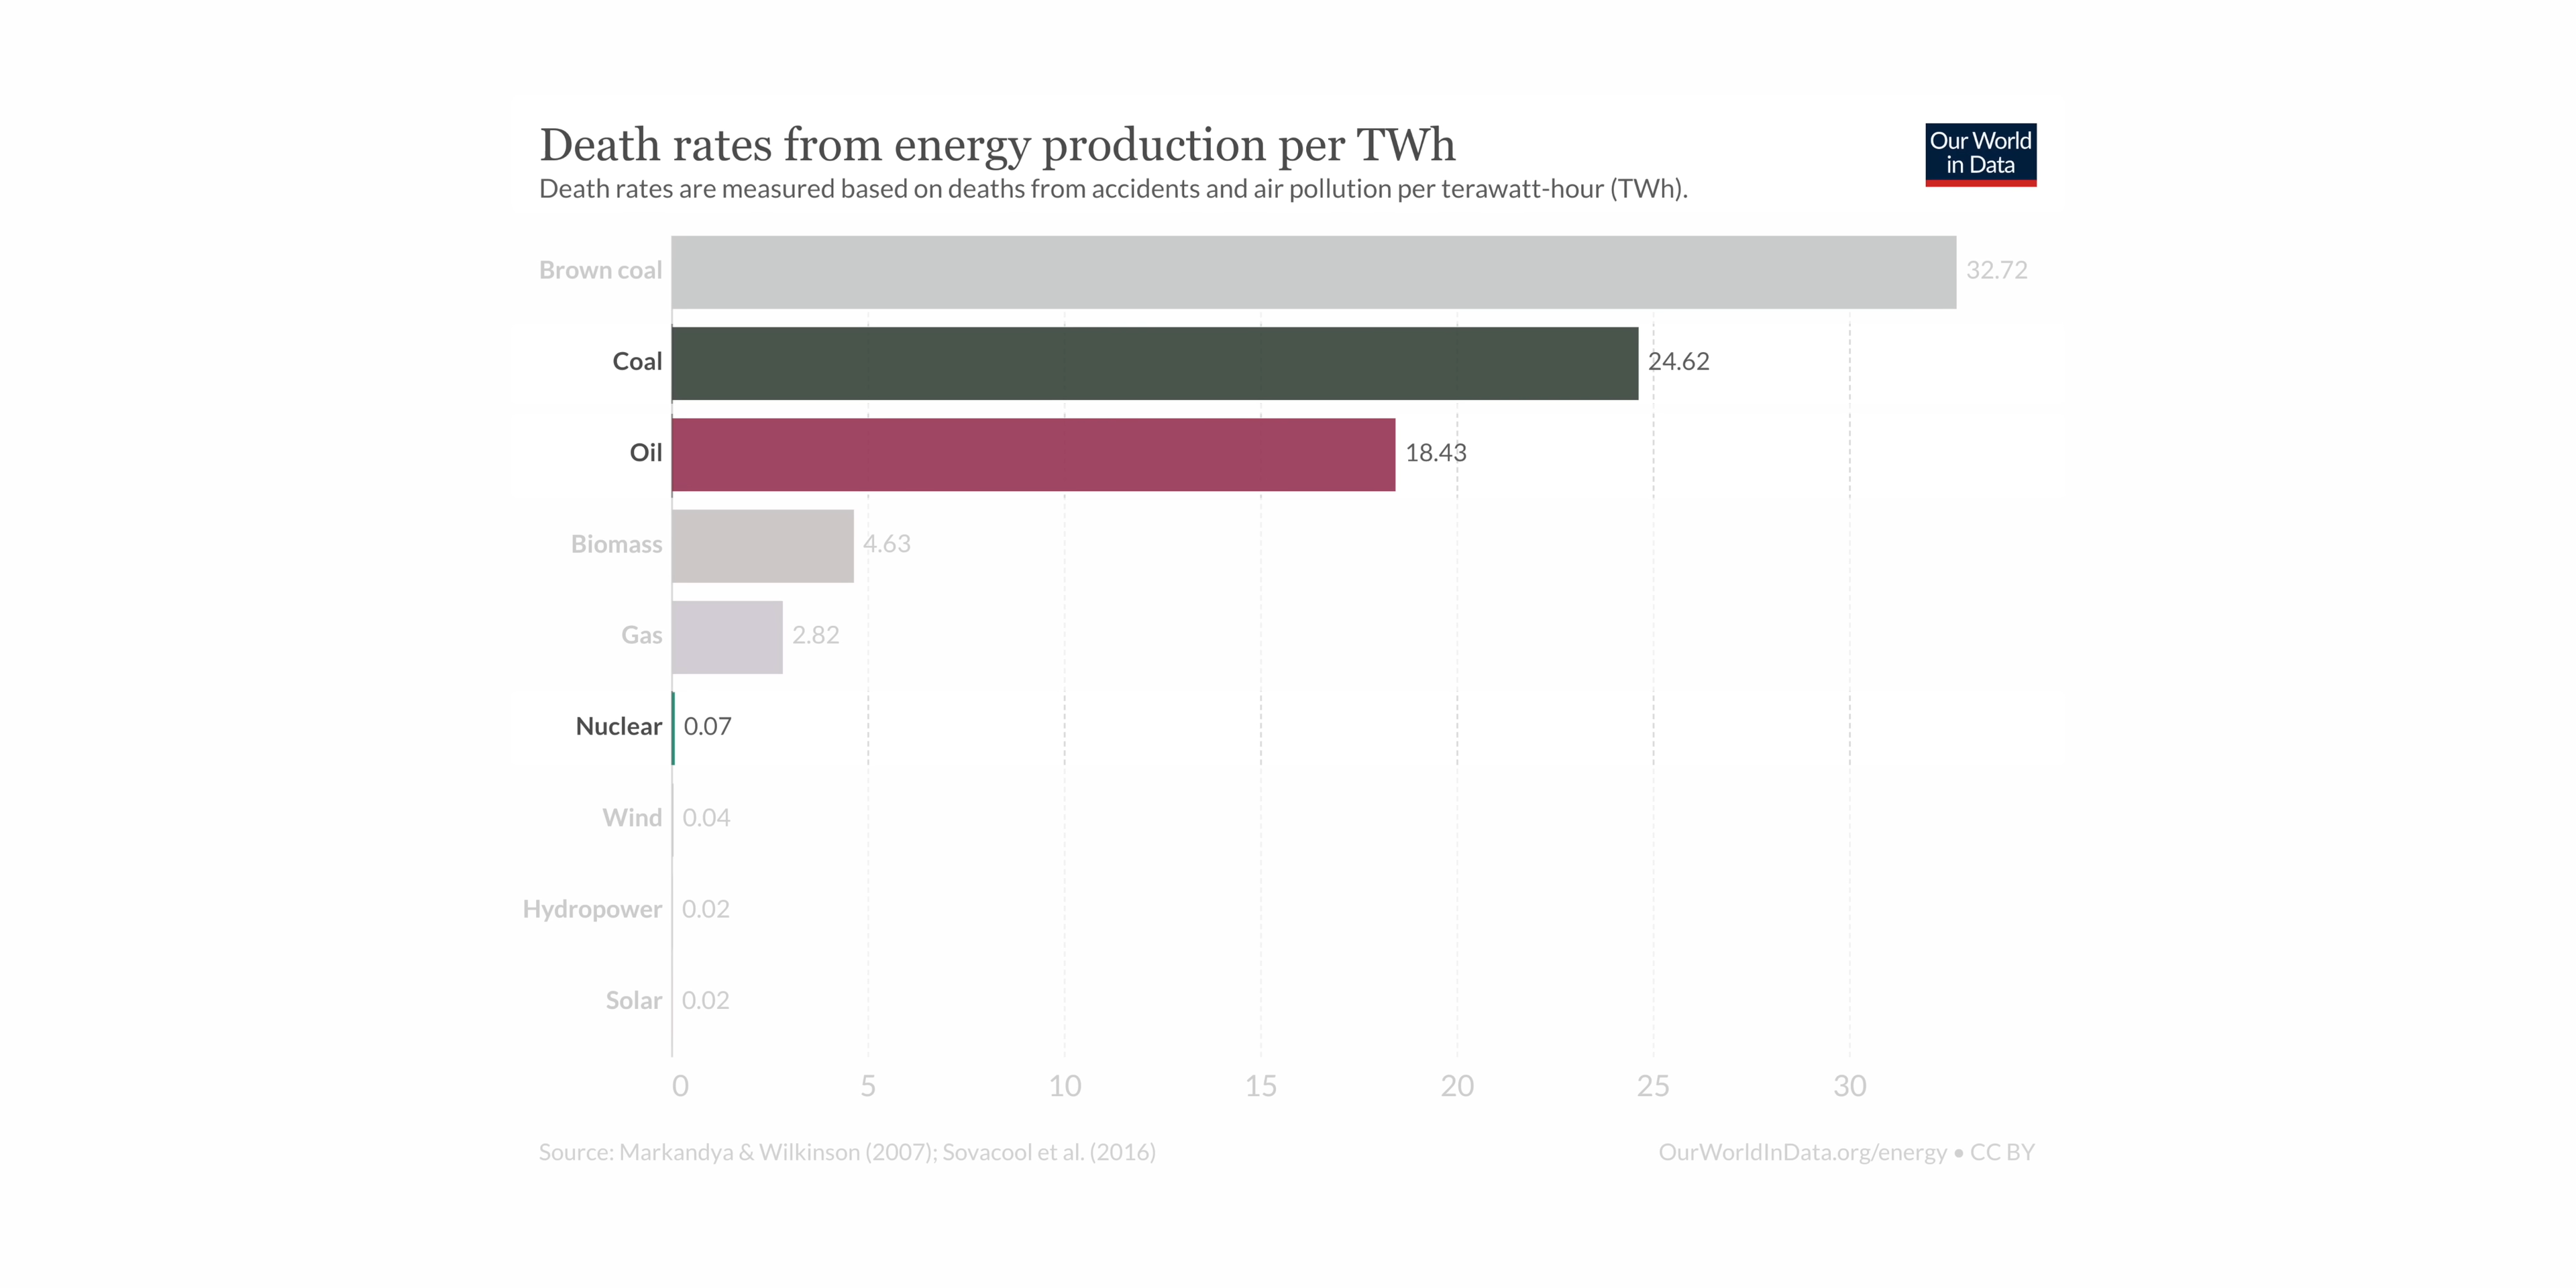 Death rates from energy production per TWh
Death rates are measured based on deaths from accidents and air pollution per terawatt-hour (TWh).
Our World
in Data
Brown coal 32.72
Coal 24.62
Oil 18.43
Biomass 4.63
Gas 2.82
Nuclear 0.07
Wind 0.04
Hydropower 0.02
Solar 0.02
0 5 10 15 20 25 30
Source: Markandya & Wilkinson (2007); Sovacool et al. (2016)
OurWorldInData.org/energy • CC BY